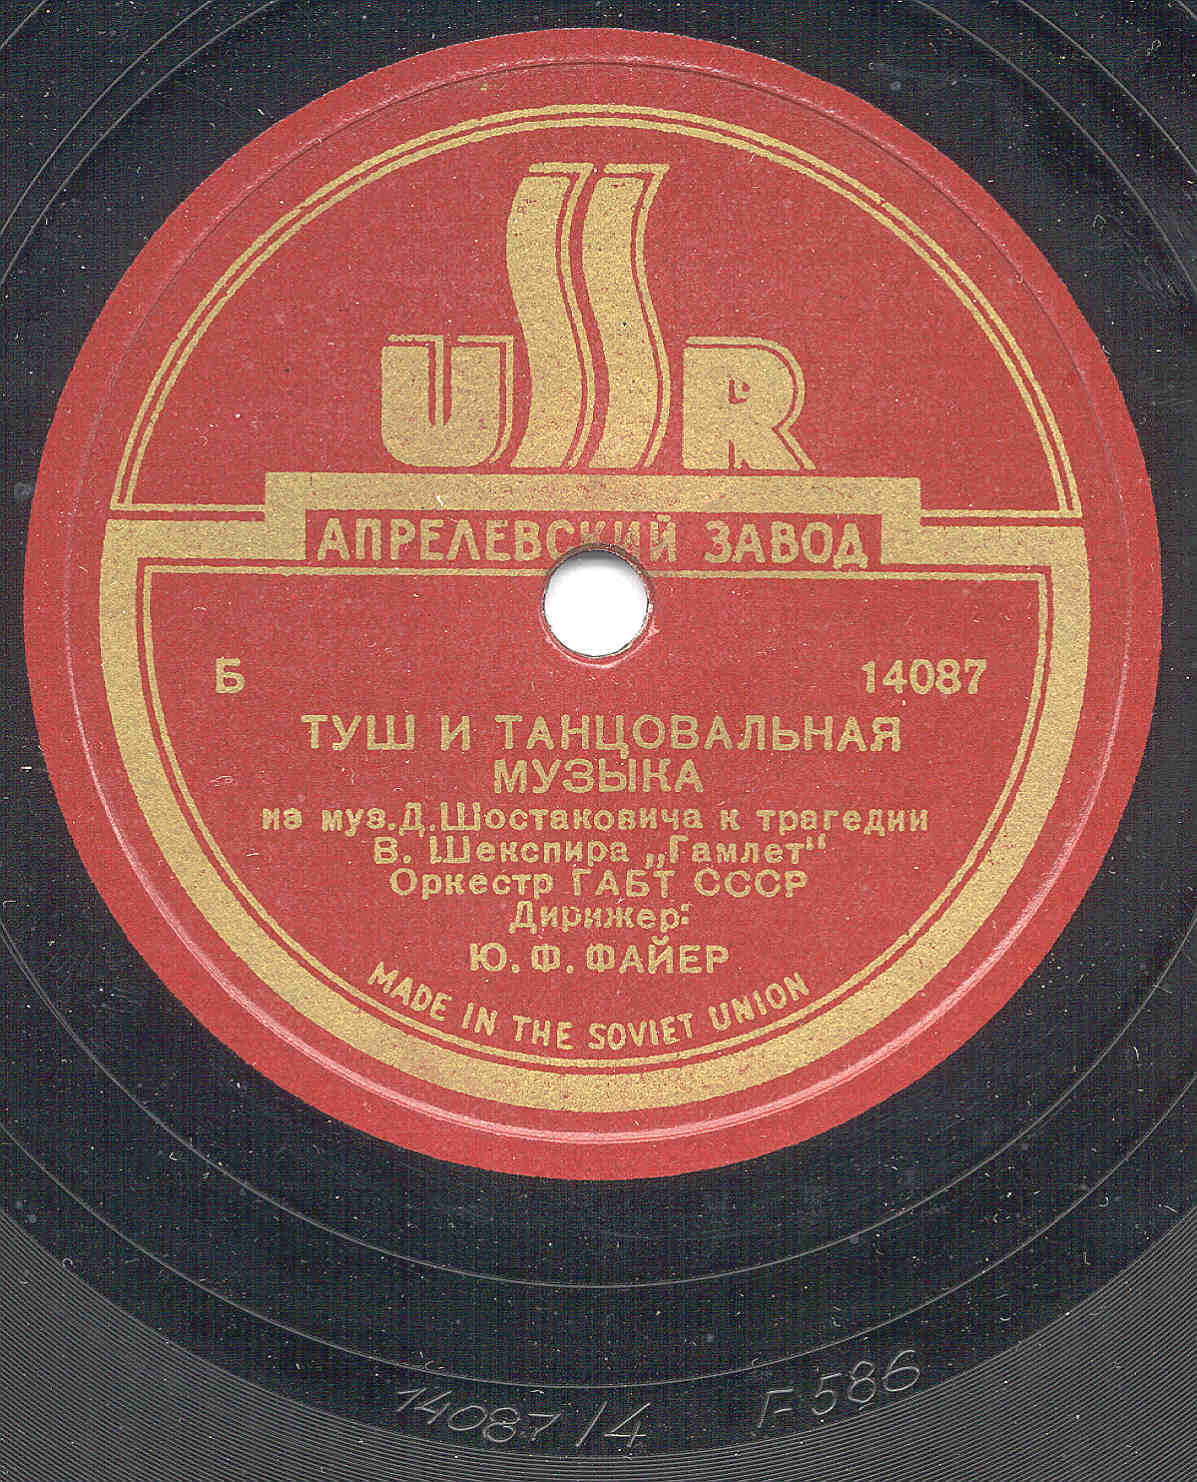 USSR
АПРЕЛЕВСКИЙ ЗАВОД
Б 14087
ТУШ И ТАНЦОВАЛЬНАЯ
МУЗЫКА
из муз.Д.Шостаковича к трагедии
В. Шекспира „Гамлет"
Оркестр ГАБТ СССР
Дирижер:
Ю. Ф. ФАЙЕР
MADE IN THE SOVIET UNION
14087/4 F586